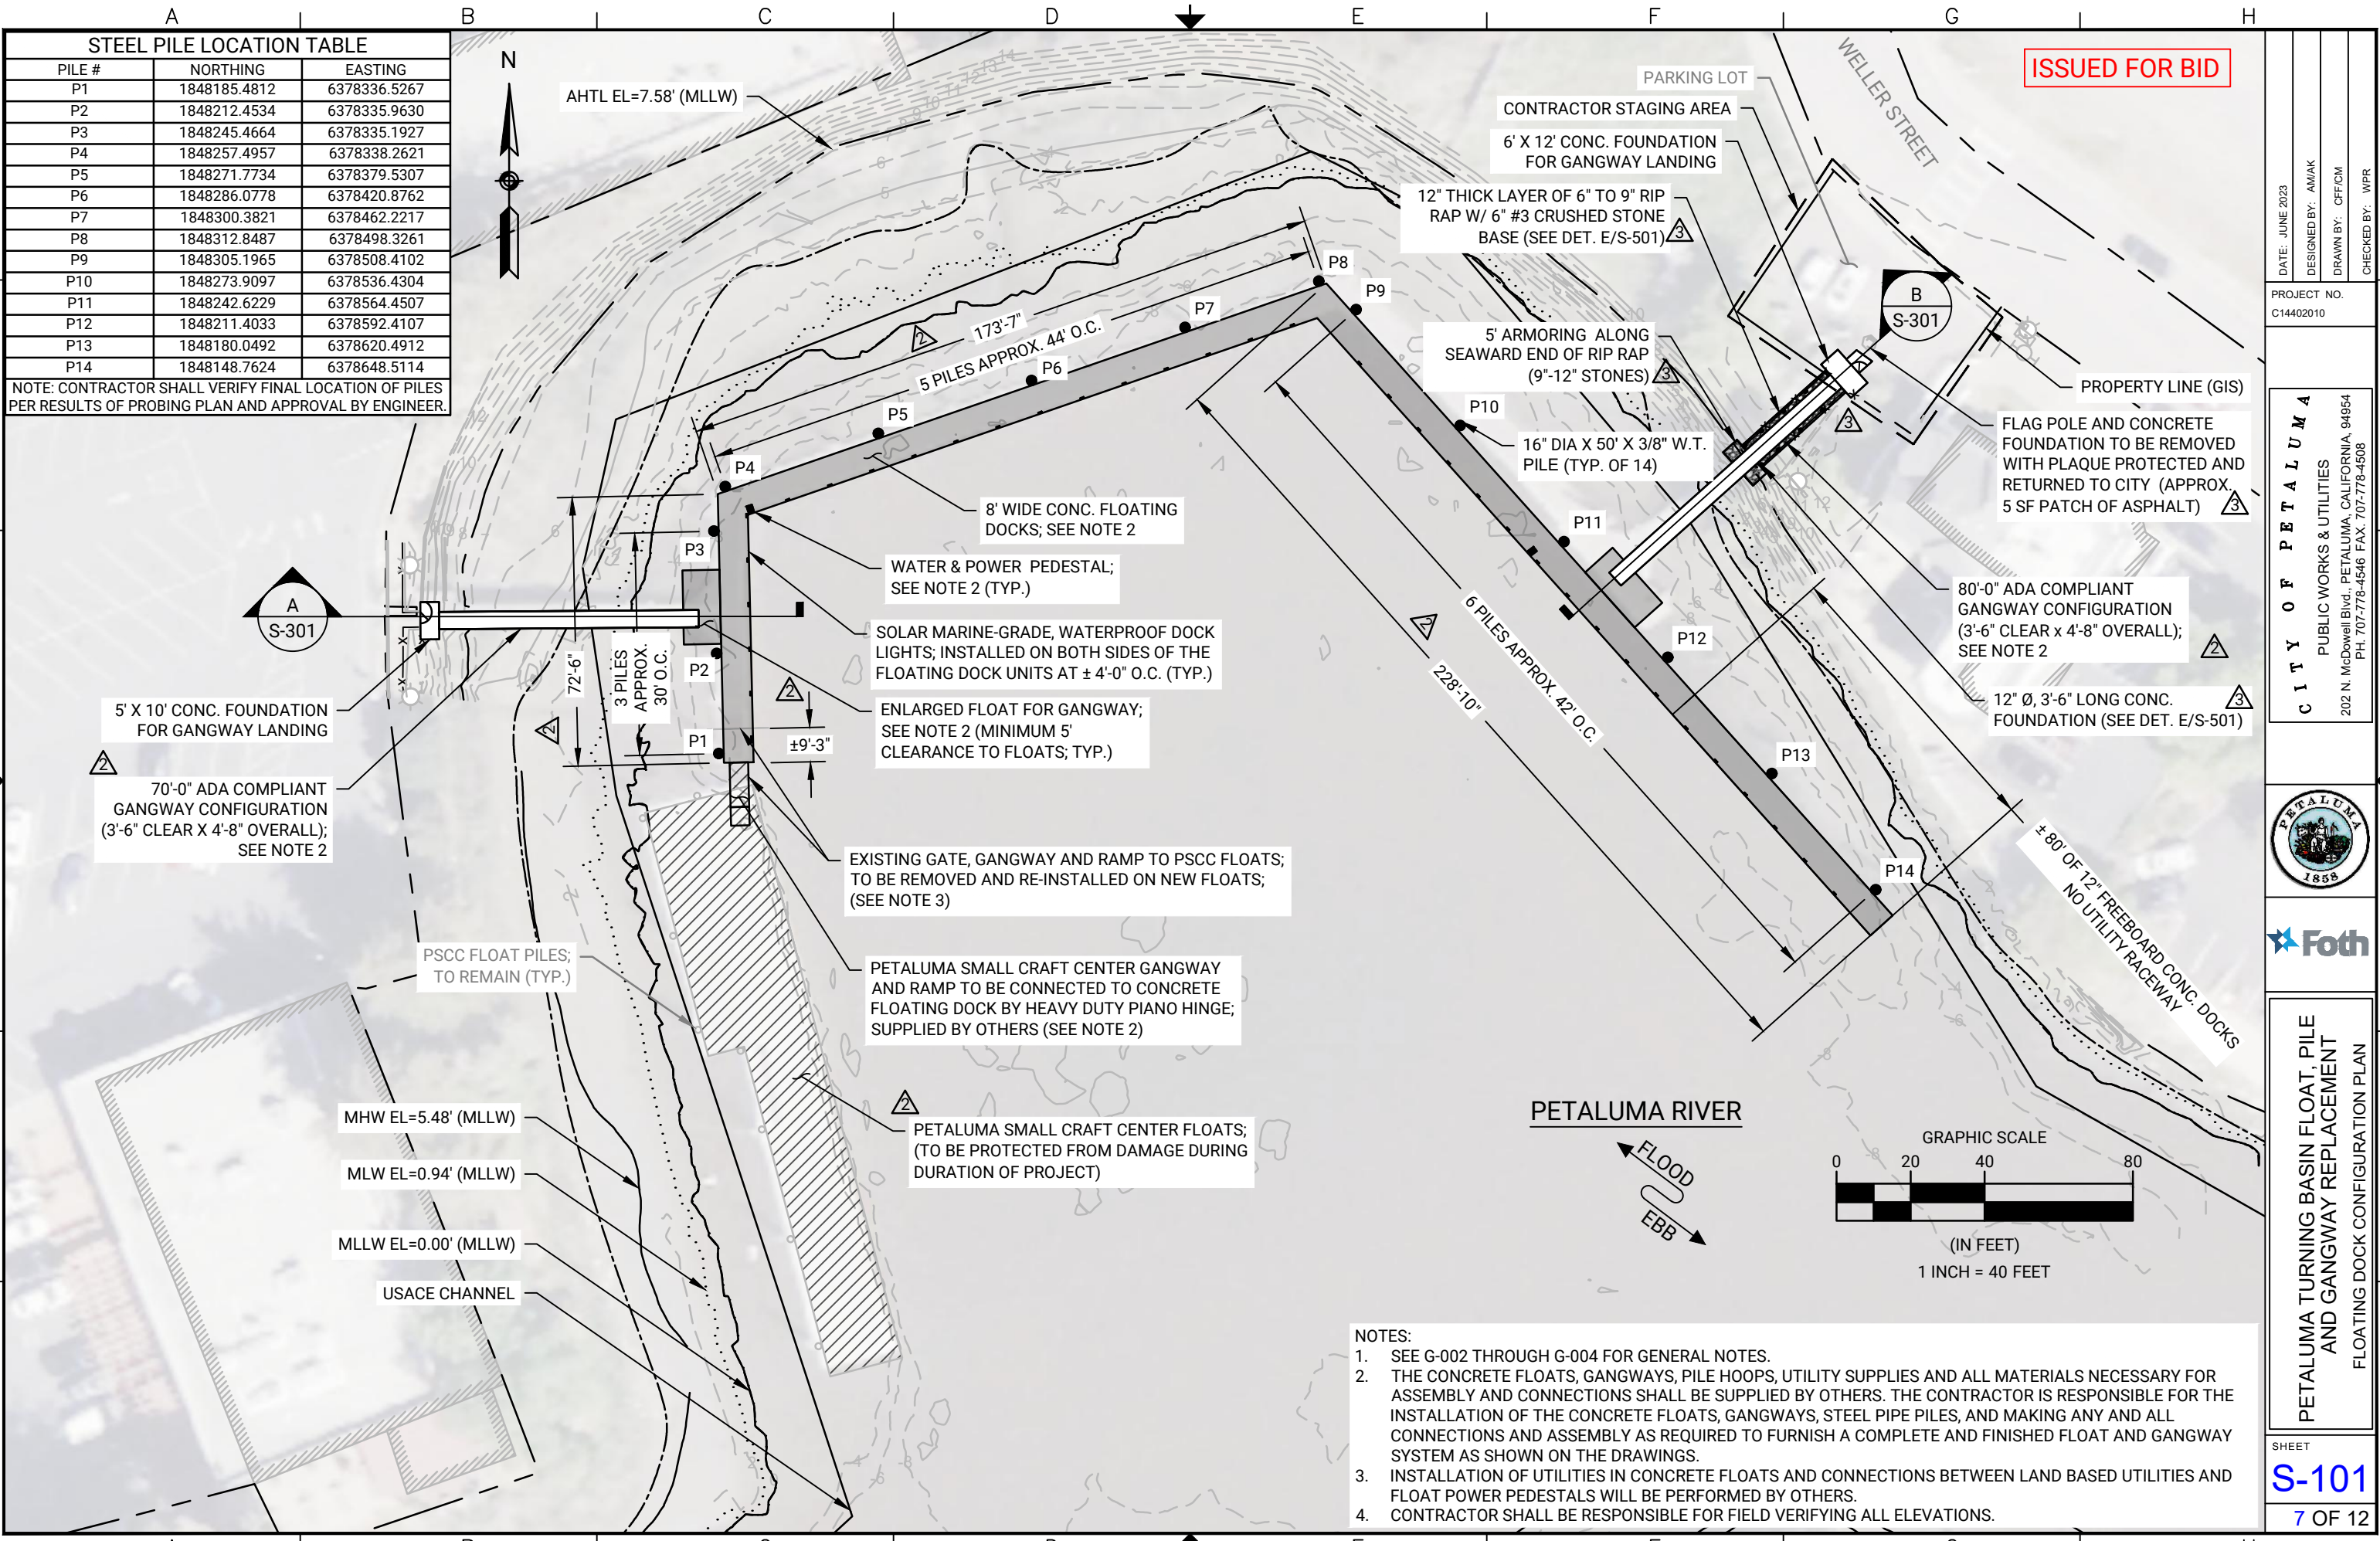 A B C D E F G H
STEEL PILE LOCATION TABLE
PILE # NORTHING EASTING
P1 1848185.4812 6378336.5267
P2 1848212.4534 6378335.9630
P3 1848245.4664 6378335.1927
P4 1848257.4957 6378338.2621
P5 1848271.7734 6378379.5307
P6 1848286.0778 6378420.8762
P7 1848300.3821 6378462.2217
P8 1848312.8487 6378498.3261
P9 1848305.1965 6378508.4102
P10 1848273.9097 6378536.4304
P11 1848242.6229 6378564.4507
P12 1848211.4033 6378592.4107
P13 1848180.0492 6378620.4912
P14 1848148.7624 6378648.5114
NOTE: CONTRACTOR SHALL VERIFY FINAL LOCATION OF PILES
PER RESULTS OF PROBING PLAN AND APPROVAL BY ENGINEER.
N
AHTL EL=7.58' (MLLW)
ISSUED FOR BID
WELLER STREET
PARKING LOT
CONTRACTOR STAGING AREA
6' X 12' CONC. FOUNDATION
FOR GANGWAY LANDING
12" THICK LAYER OF 6" TO 9" RIP
RAP W/ 6" #3 CRUSHED STONE
BASE (SEE DET. E/S-501)
3
5' ARMORING ALONG
SEAWARD END OF RIP RAP
(9"-12" STONES)
3
B
S-301
PROPERTY LINE (GIS)
FLAG POLE AND CONCRETE
FOUNDATION TO BE REMOVED
WITH PLAQUE PROTECTED AND
RETURNED TO CITY (APPROX.
5 SF PATCH OF ASPHALT)
3
3
P8
P9
P7
P6
P5
P4
P3
P2
P1
P10
P11
P12
P13
P14
173'-7"
5 PILES APPROX. 44' O.C.
2
16" DIA X 50' X 3/8" W.T.
PILE (TYP. OF 14)
8' WIDE CONC. FLOATING
DOCKS; SEE NOTE 2
WATER & POWER PEDESTAL;
SEE NOTE 2 (TYP.)
SOLAR MARINE-GRADE, WATERPROOF DOCK
LIGHTS; INSTALLED ON BOTH SIDES OF THE
FLOATING DOCK UNITS AT ± 4'-0" O.C. (TYP.)
ENLARGED FLOAT FOR GANGWAY;
SEE NOTE 2 (MINIMUM 5'
CLEARANCE TO FLOATS; TYP.)
2
±9'-3"
A
S-301
72'-6"
3 PILES
APPROX.
30' O.C.
2
5' X 10' CONC. FOUNDATION
FOR GANGWAY LANDING
2
70'-0" ADA COMPLIANT
GANGWAY CONFIGURATION
(3'-6" CLEAR X 4'-8" OVERALL);
SEE NOTE 2
6 PILES APPROX. 42' O.C.
228'-10"
2
80'-0" ADA COMPLIANT
GANGWAY CONFIGURATION
(3'-6" CLEAR x 4'-8" OVERALL);
SEE NOTE 2
2
12" Ø, 3'-6" LONG CONC.
FOUNDATION (SEE DET. E/S-501)
3
± 80' OF 12" FREEBOARD CONC. DOCKS
NO UTILITY RACEWAY
EXISTING GATE, GANGWAY AND RAMP TO PSCC FLOATS;
TO BE REMOVED AND RE-INSTALLED ON NEW FLOATS;
(SEE NOTE 3)
PSCC FLOAT PILES;
TO REMAIN (TYP.)
PETALUMA SMALL CRAFT CENTER GANGWAY
AND RAMP TO BE CONNECTED TO CONCRETE
FLOATING DOCK BY HEAVY DUTY PIANO HINGE;
SUPPLIED BY OTHERS (SEE NOTE 2)
2
PETALUMA SMALL CRAFT CENTER FLOATS;
(TO BE PROTECTED FROM DAMAGE DURING
DURATION OF PROJECT)
MHW EL=5.48' (MLLW)
MLW EL=0.94' (MLLW)
MLLW EL=0.00' (MLLW)
USACE CHANNEL
PETALUMA RIVER
FLOOD
EBB
GRAPHIC SCALE
0 20 40 80
(IN FEET)
1 INCH = 40 FEET
NOTES:
1. SEE G-002 THROUGH G-004 FOR GENERAL NOTES.
2. THE CONCRETE FLOATS, GANGWAYS, PILE HOOPS, UTILITY SUPPLIES AND ALL MATERIALS NECESSARY FOR
ASSEMBLY AND CONNECTIONS SHALL BE SUPPLIED BY OTHERS. THE CONTRACTOR IS RESPONSIBLE FOR THE
INSTALLATION OF THE CONCRETE FLOATS, GANGWAYS, STEEL PIPE PILES, AND MAKING ANY AND ALL
CONNECTIONS AND ASSEMBLY AS REQUIRED TO FURNISH A COMPLETE AND FINISHED FLOAT AND GANGWAY
SYSTEM AS SHOWN ON THE DRAWINGS.
3. INSTALLATION OF UTILITIES IN CONCRETE FLOATS AND CONNECTIONS BETWEEN LAND BASED UTILITIES AND
FLOAT POWER PEDESTALS WILL BE PERFORMED BY OTHERS.
4. CONTRACTOR SHALL BE RESPONSIBLE FOR FIELD VERIFYING ALL ELEVATIONS.
DATE: JUNE 2023
DESIGNED BY: AM/AK
DRAWN BY: CFF/CM
CHECKED BY: WPR
PROJECT NO.
C14402010
CITY OF PETALUMA
PUBLIC WORKS & UTILITIES
202 N. McDowell Blvd., PETALUMA, CALIFORNIA, 94954
PH. 707-778-4546 FAX. 707-778-4508
PETALUMA
1858
Foth
PETALUMA TURNING BASIN FLOAT, PILE
AND GANGWAY REPLACEMENT
FLOATING DOCK CONFIGURATION PLAN
SHEET
S-101
7 OF 12